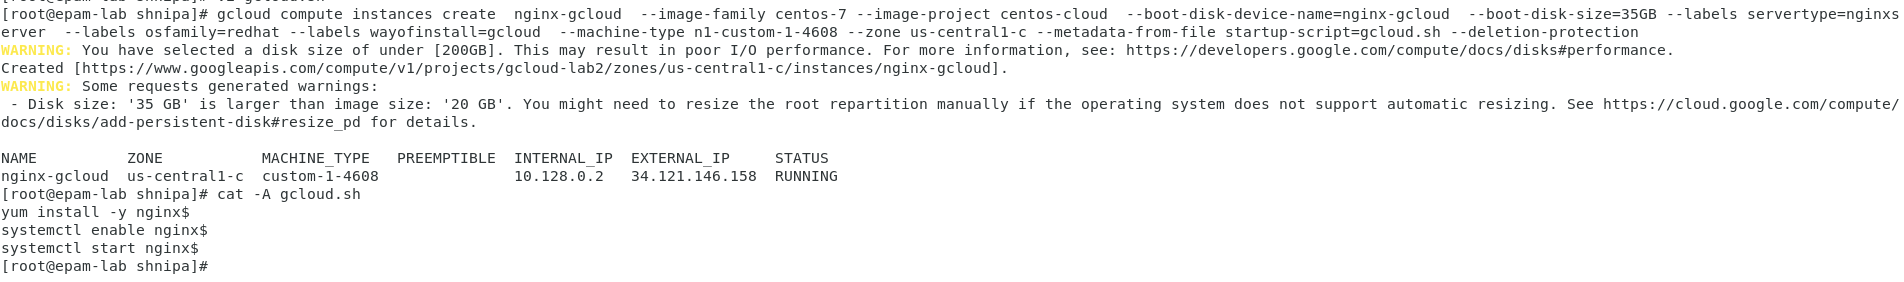 [root@epam-lab shnipa]# gcloud compute instances create  nginx-gcloud  --image-family centos-7 --image-project centos-cloud  --boot-disk-device-name=nginx-gcloud  --boot-disk-size=35GB --labels servertype=nginxs
erver  --labels osfamily=redhat --labels wayofinstall=gcloud  --machine-type n1-custom-1-4608 --zone us-central1-c --metadata-from-file startup-script=gcloud.sh --deletion-protection
WARNING: You have selected a disk size of under [200GB]. This may result in poor I/O performance. For more information, see: https://developers.google.com/compute/docs/disks#performance.
Created [https://www.googleapis.com/compute/v1/projects/gcloud-lab2/zones/us-central1-c/instances/nginx-gcloud].
WARNING: Some requests generated warnings:
 - Disk size: '35 GB' is larger than image size: '20 GB'. You might need to resize the root repartition manually if the operating system does not support automatic resizing. See https://cloud.google.com/compute/
docs/disks/add-persistent-disk#resize_pd for details.
NAME          ZONE           MACHINE_TYPE   PREEMPTIBLE  INTERNAL_IP  EXTERNAL_IP     STATUS
nginx-gcloud  us-central1-c  custom-1-4608               10.128.0.2   34.121.146.158  RUNNING
[root@epam-lab shnipa]# cat -A gcloud.sh
yum install -y nginx$
systemctl enable nginx$
systemctl start nginx$
[root@epam-lab shnipa]#